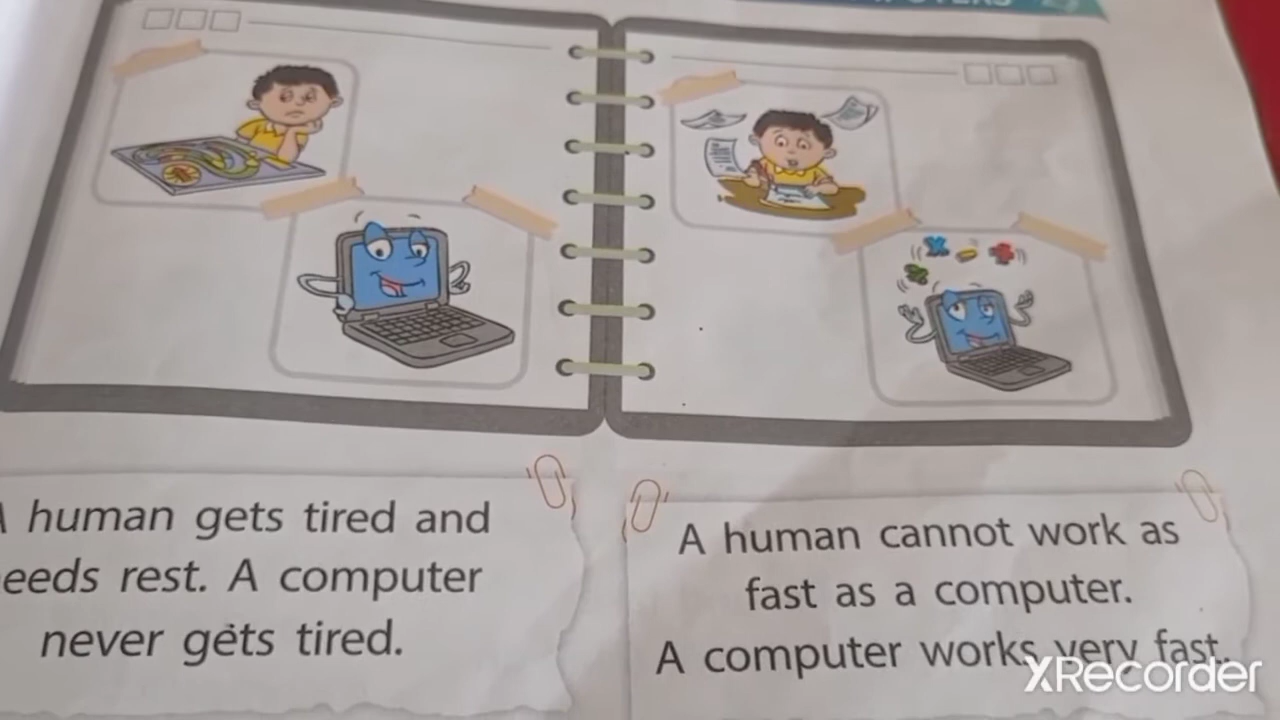 A human gets tired and
needs rest. A computer
never gets tired.
A human cannot work as
fast as a computer.
A computer works very fast.
XRecorder